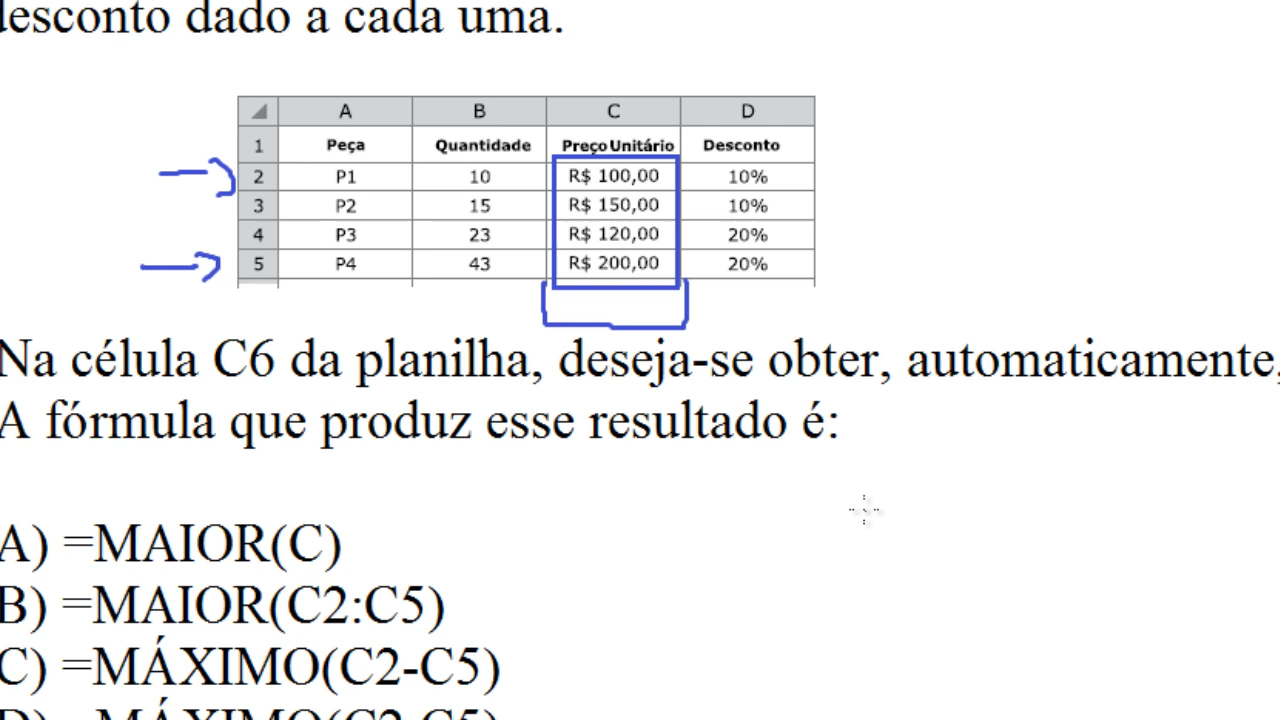 desconto dado a cada uma.
A B C D
1 Peça Quantidade Preço Unitário Desconto
2 P1 10 R$ 100,00 10%
3 P2 15 R$ 150,00 10%
4 P3 23 R$ 120,00 20%
5 P4 43 R$ 200,00 20%
Na célula C6 da planilha, deseja-se obter, automaticamente,
A fórmula que produz esse resultado é:
A) =MAIOR(C)
B) =MAIOR(C2:C5)
C) =MÁXIMO(C2-C5)